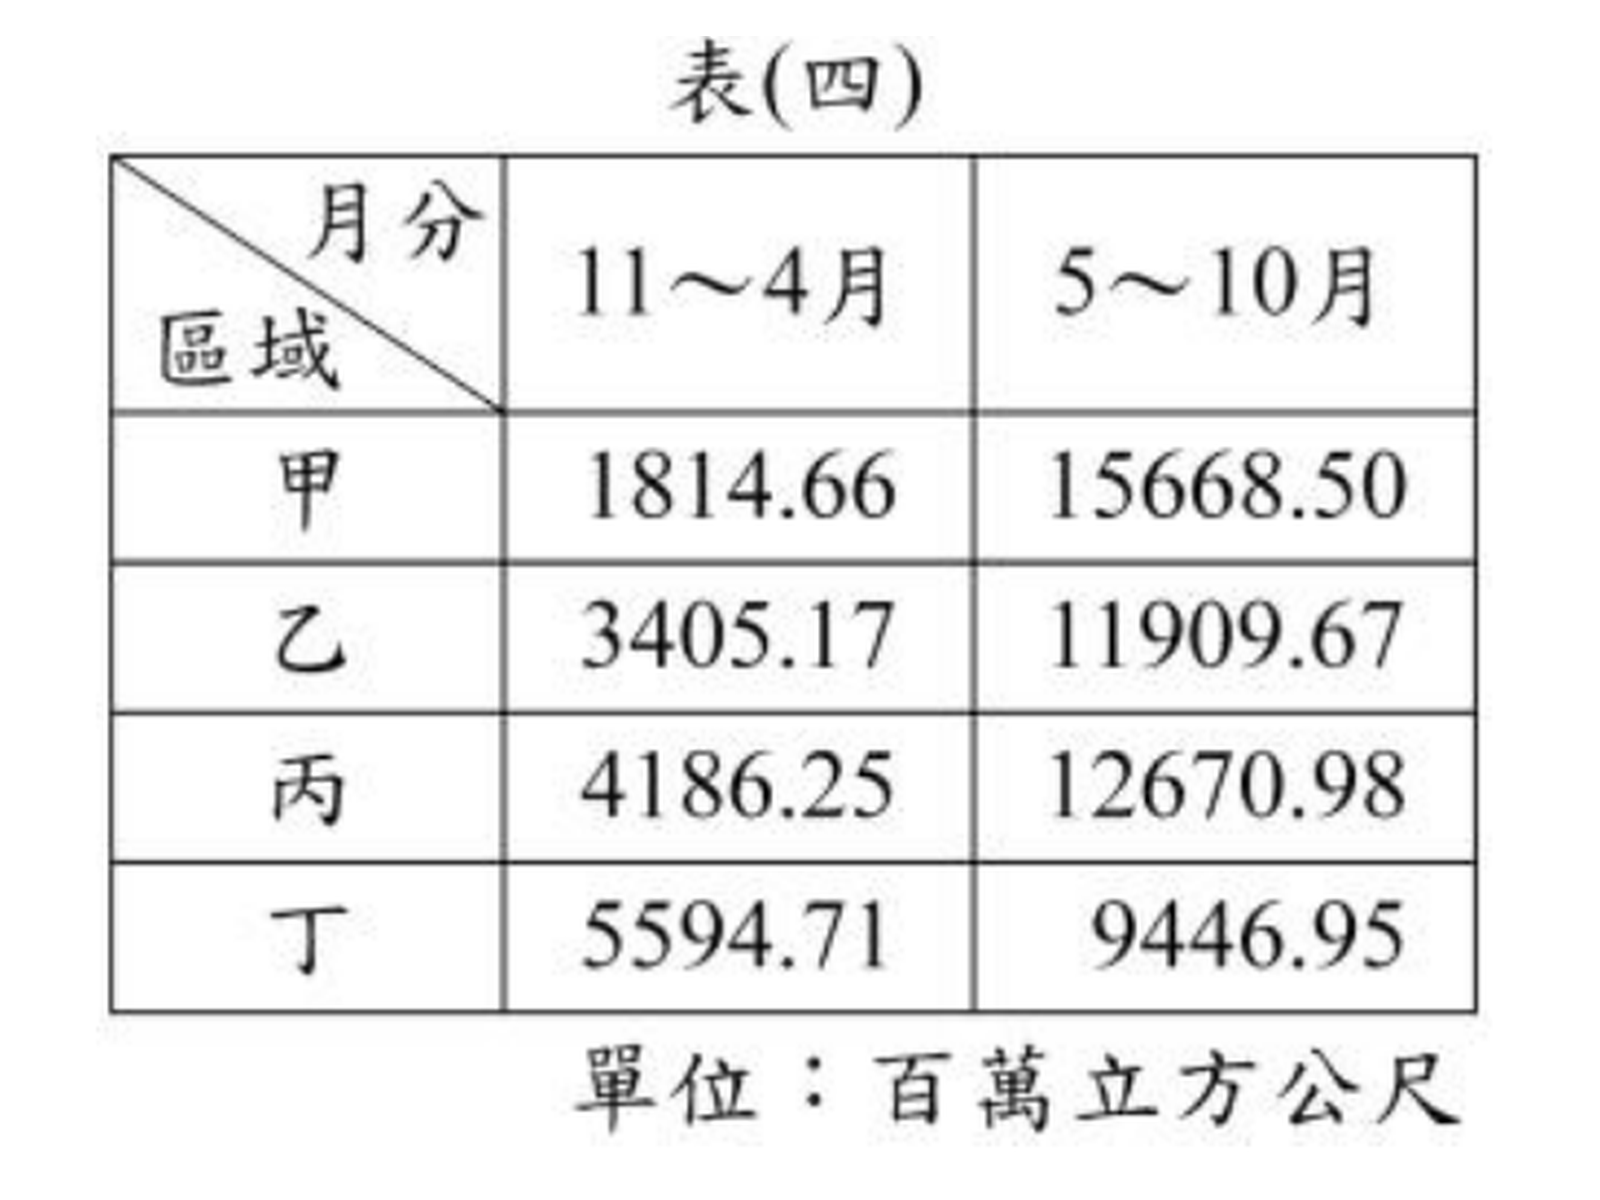 表(四)
月分
區域
11～4月
5～10月
甲 1814.66 15668.50
乙 3405.17 11909.67
丙 4186.25 12670.98
丁 5594.71 9446.95
單位：百萬立方公尺